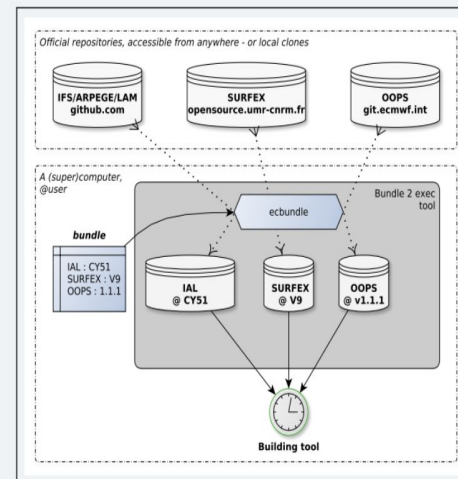 Official repositories, accessible from anywhere - or local clones
IFS/ARPEGE/LAM
github.com
SURFEX
opensource.umr-cnrm.fr
OOPS
git.ecmwf.int
A (super)computer,
@user
Bundle 2 exec
tool
ecbundle
bundle
IAL : CY51
SURFEX : V9
OOPS : 1.1.1
IAL
@ CY51
SURFEX
@ V9
OOPS
@ v1.1.1
Building tool